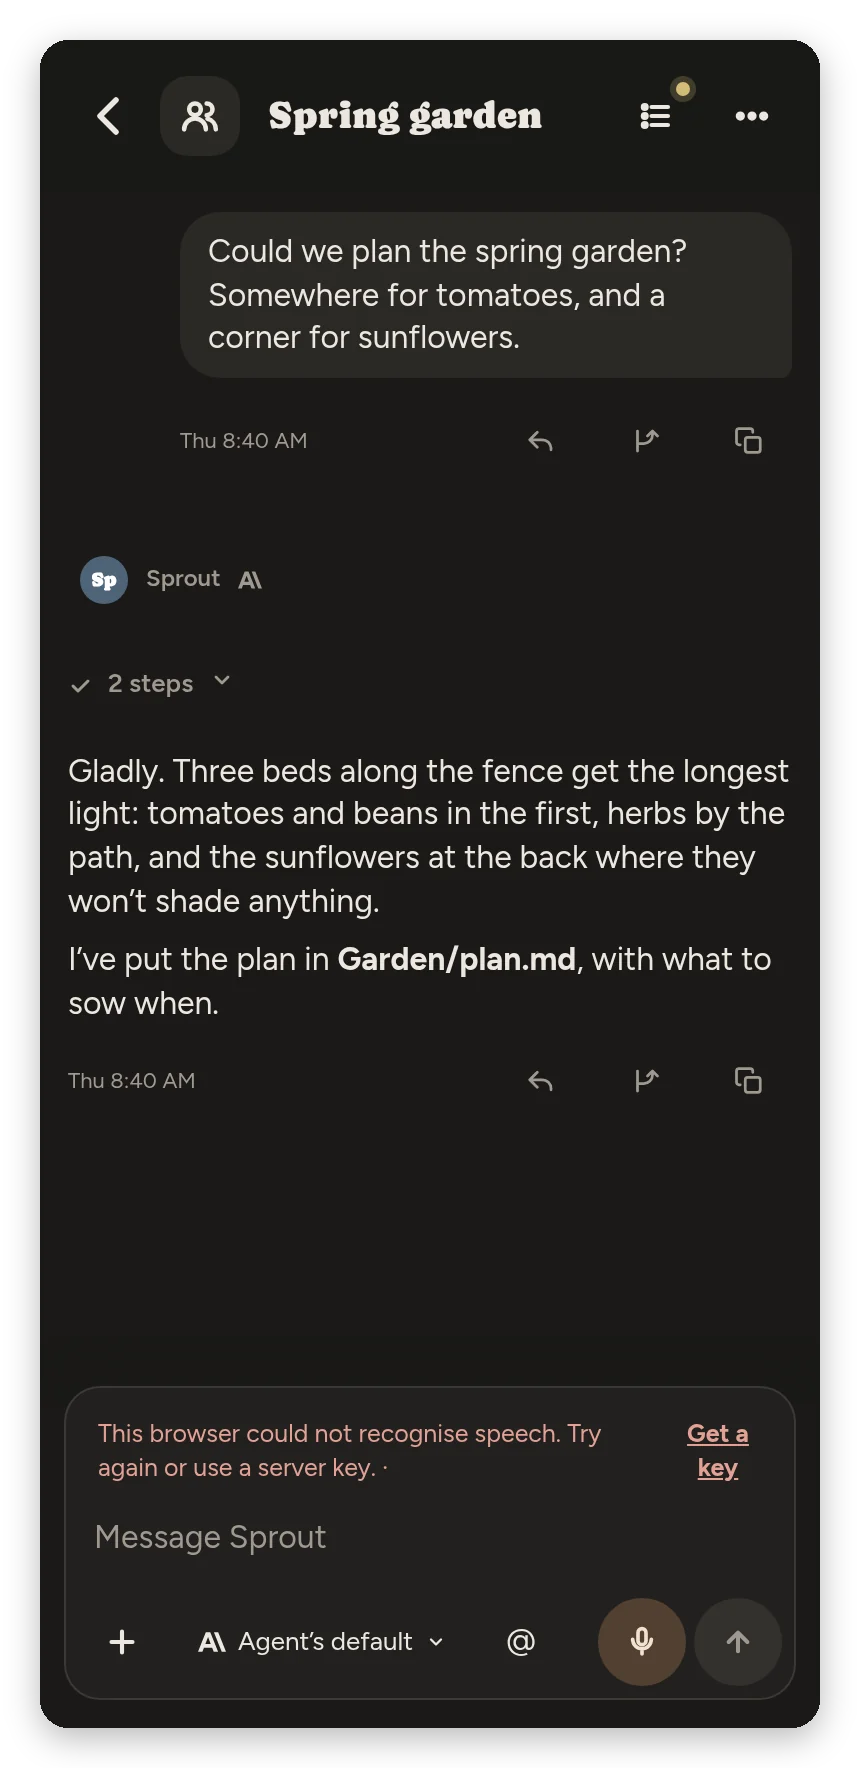 Spring garden
Could we plan the spring garden?
Somewhere for tomatoes, and a
corner for sunflowers.
Thu 8:40 AM
Sp Sprout
2 steps
Gladly. Three beds along the fence get the longest
light: tomatoes and beans in the first, herbs by the
path, and the sunflowers at the back where they
won’t shade anything.
I’ve put the plan in Garden/plan.md, with what to
sow when.
Thu 8:40 AM
This browser could not recognise speech. Try
again or use a server key. ·
Get a
key
Message Sprout
Agent’s default @